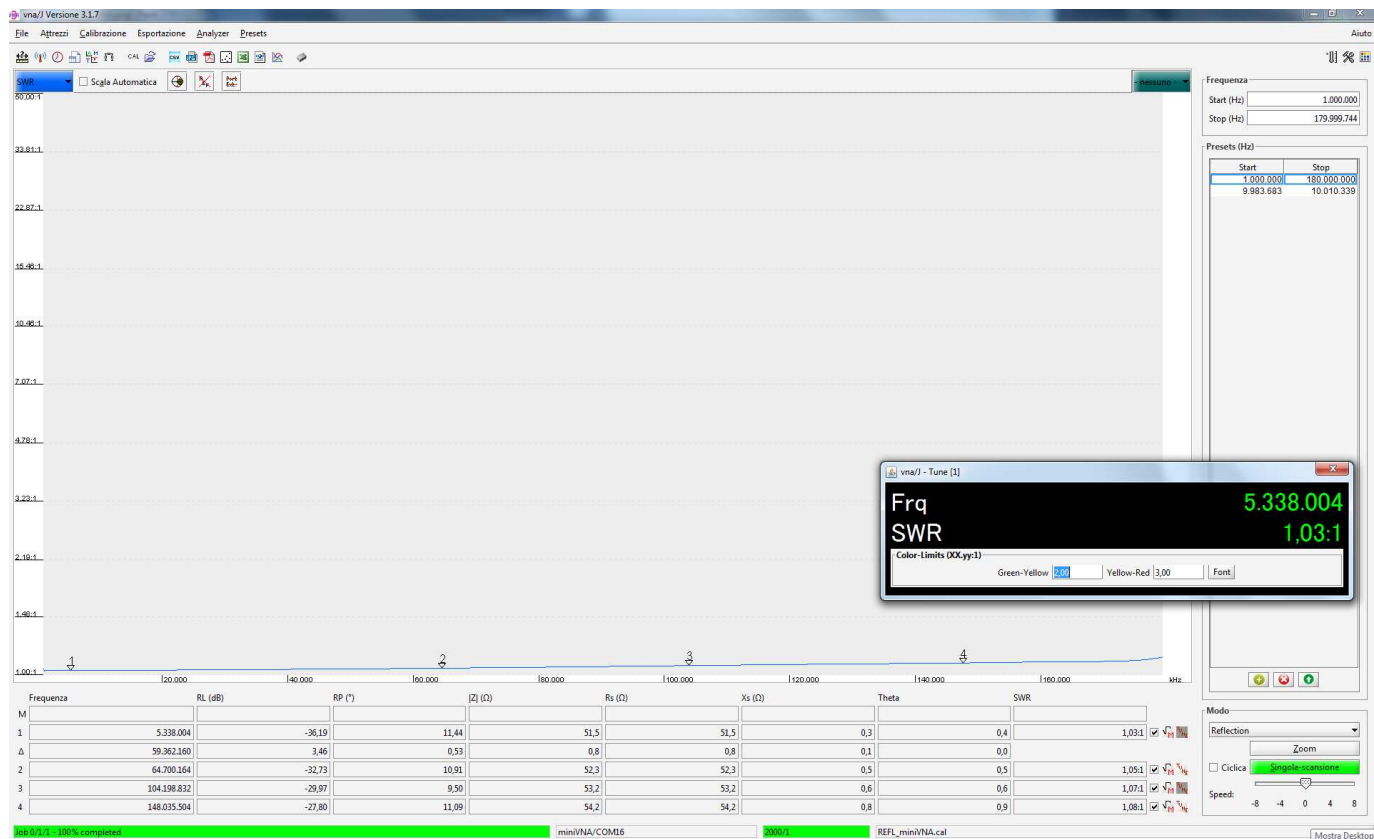 vna/J Versione 3.1.7
File Attrezzi Calibrazione Esportazione Analyzer Presets Aiuto
CAL CSV
SWR Scala Automatica Port Ext. - nessuno -
50,00:1
33.81:1
22.87:1
15.46:1
10.46:1
7.07:1
4.78:1
3.23:1
2.19:1
1.48:1
1.00:1
1 2 3 4
20.000 40.000 60.000 80.000 100.000 120.000 140.000 160.000 kHz
Frequenza
Start (Hz) 1.000.000
Stop (Hz) 179.999.744
Presets (Hz)
Start Stop
1.000.000 180.000.000
9.983.683 10.010.339
vna/J - Tune [1]
Frq 5.338.004
SWR 1,03:1
Color-Limits (XX.yy:1)
Green-Yellow 2,00 Yellow-Red 3,00 Font
Frequenza RL (dB) RP (°) |Z| (Ω) Rs (Ω) Xs (Ω) Theta SWR
M
1 5.338.004 -36,19 11,44 51,5 51,5 0,3 0,4 1,03:1
Δ 59.362.160 3,46 0,53 0,8 0,8 0,1 0,0
2 64.700.164 -32,73 10,91 52,3 52,3 0,5 0,5 1,05:1
3 104.198.832 -29,97 9,50 53,2 53,2 0,6 0,6 1,07:1
4 148.035.504 -27,80 11,09 54,2 54,2 0,8 0,9 1,08:1
Modo
Reflection
Zoom
Ciclica Singola-scansione
Speed:
-8 -4 0 4 8
Job 0/1/1 - 100% completed miniVNA/COM16 2000/1 REFL_miniVNA.cal
Mostra Desktop